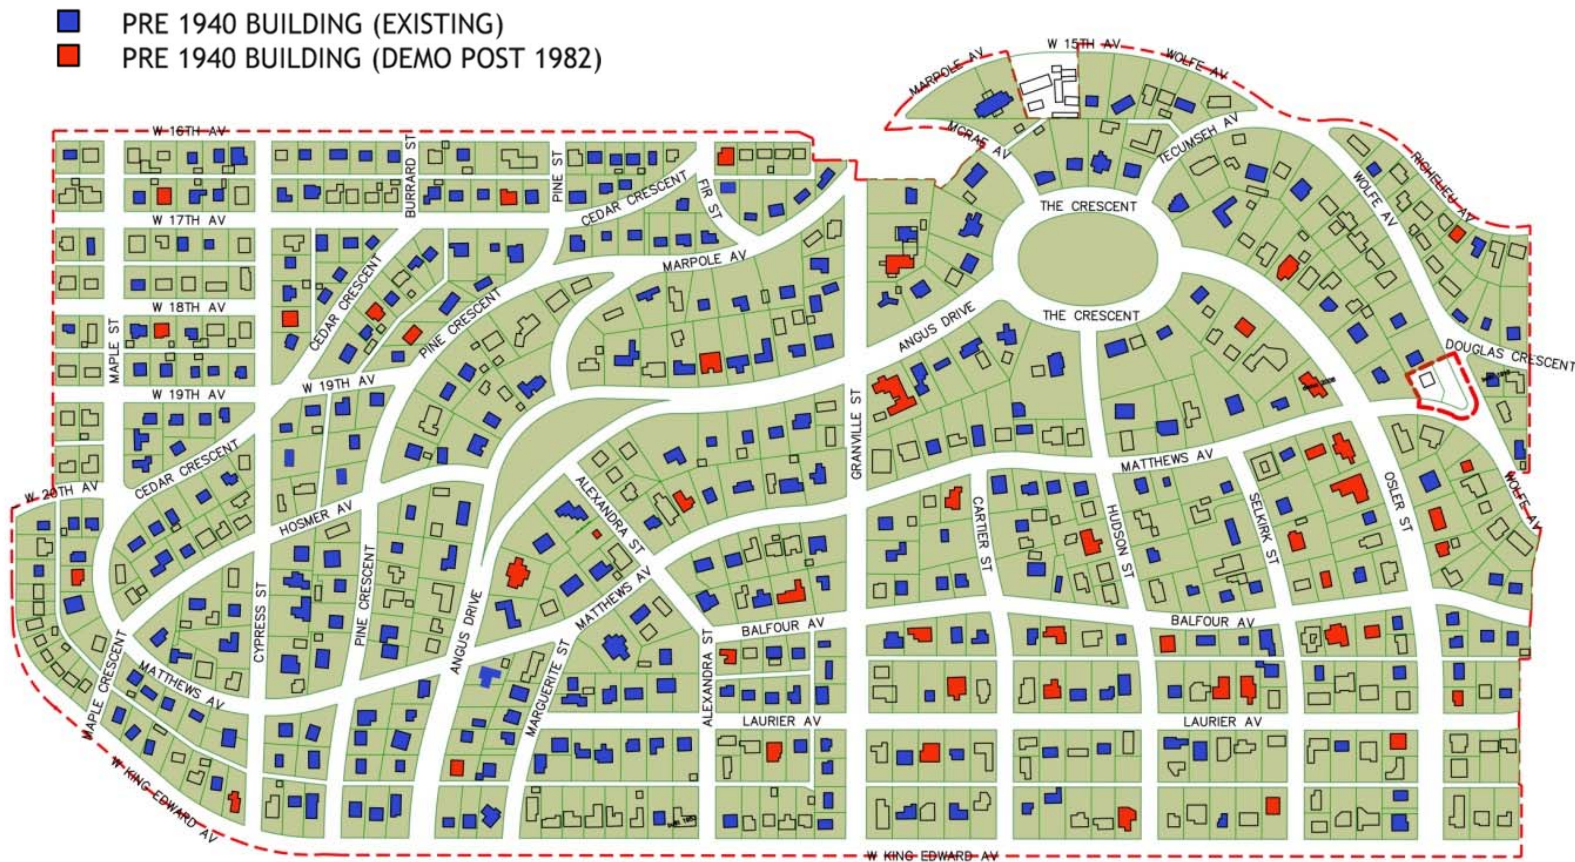 PRE 1940 BUILDING (EXISTING)
PRE 1940 BUILDING (DEMO POST 1982)
W 15TH AV
MARPOLE AV
WOLFE AV
W 16TH AV
MCRAE AV
TECUMSEH AV
RICHELIEU AV
BURRARD ST
PINE ST
CEDAR CRESCENT
FIR ST
THE CRESCENT
WOLFE AV
W 17TH AV
MARPOLE AV
CEDAR CRESCENT
PINE CRESCENT
W 18TH AV
MAPLE ST
ANGUS DRIVE
THE CRESCENT
DOUGLAS CRESCENT
W 19TH AV
W 19TH AV
GRANVILLE ST
CEDAR CRESCENT
MATTHEWS AV
W 20TH AV
HOSMER AV
ALEXANDRA ST
CARTIER ST
HUDSON ST
SELKIRK ST
OSLER ST
WOLFE AV
CYPRESS ST
PINE CRESCENT
ANGUS DRIVE
MATTHEWS AV
BALFOUR AV
BALFOUR AV
MAPLE CRESCENT
MATTHEWS AV
MARGUERITE ST
ALEXANDRA ST
LAURIER AV
LAURIER AV
W KING EDWARD AV
W KING EDWARD AV